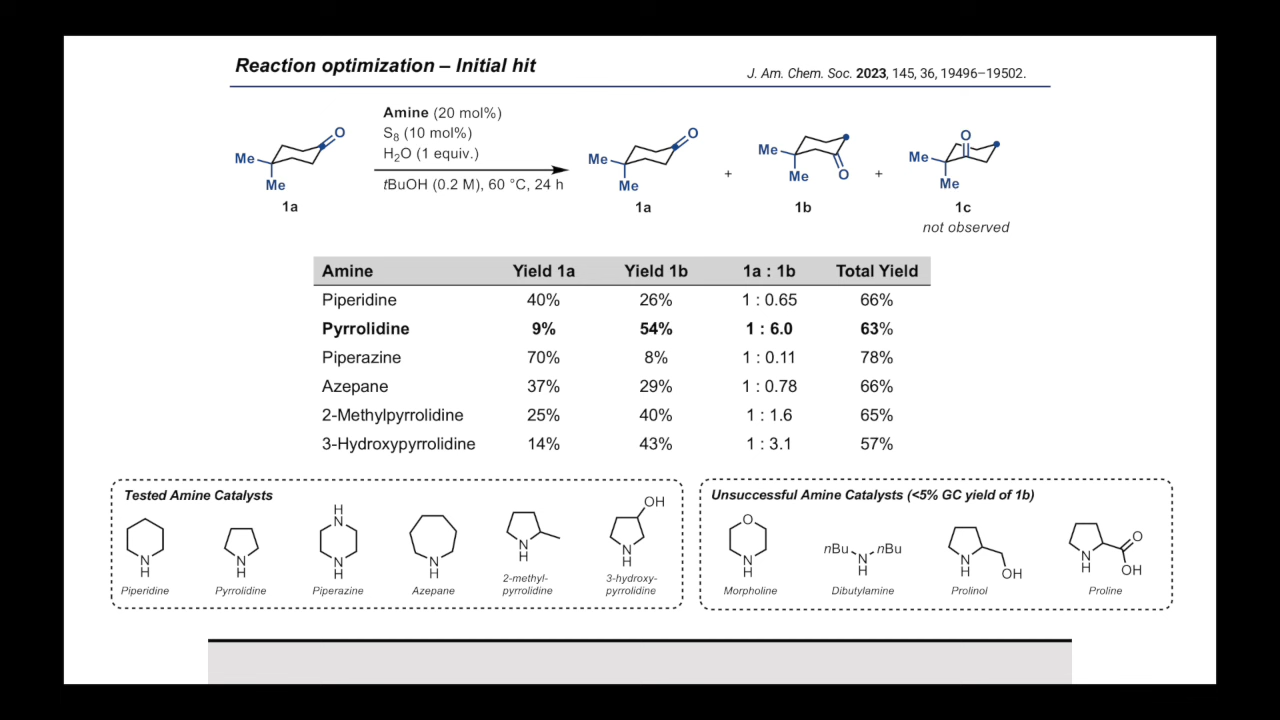 Reaction optimization – Initial hit
J. Am. Chem. Soc. 2023, 145, 36, 19496–19502.
Amine (20 mol%)
S8 (10 mol%)
H2O (1 equiv.)
tBuOH (0.2 M), 60 °C, 24 h
O
Me
Me
1a
O
Me
Me
1a
+
Me
Me
O
1b
+
O
Me
Me
1c
not observed
Amine Yield 1a Yield 1b 1a : 1b Total Yield
Piperidine 40% 26% 1 : 0.65 66%
Pyrrolidine 9% 54% 1 : 6.0 63%
Piperazine 70% 8% 1 : 0.11 78%
Azepane 37% 29% 1 : 0.78 66%
2-Methylpyrrolidine 25% 40% 1 : 1.6 65%
3-Hydroxypyrrolidine 14% 43% 1 : 3.1 57%
Tested Amine Catalysts
N
H
Piperidine
N
H
Pyrrolidine
H
N
N
H
Piperazine
N
H
Azepane
N
H
2-methyl-
pyrrolidine
OH
N
H
3-hydroxy-
pyrrolidine
Unsuccessful Amine Catalysts (<5% GC yield of 1b)
O
N
H
Morpholine
nBu N nBu
H
Dibutylamine
N
H
OH
Prolinol
N
H
O
OH
Proline